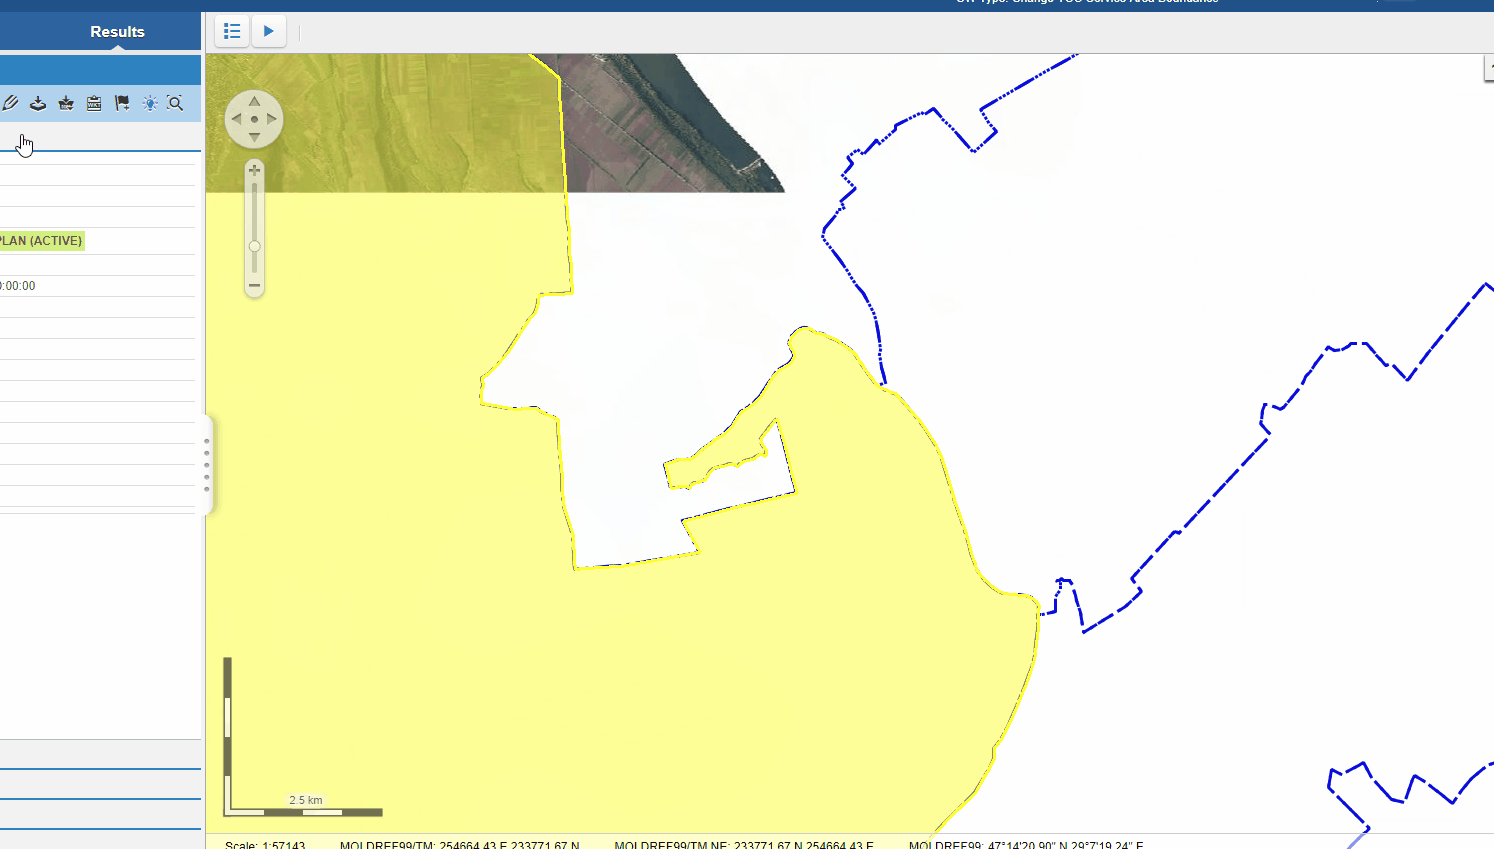 Results
PLAN (ACTIVE)
0:00:00
2.5 km
Scale: 1:57143 MOLDREF99/TM: 254664.43 E 233771.67 N MOLDREF99/TM NE: 233771.67 N 254664.43 E MOLDREF99: 47°14'20.90" N 29°7'19.24" E